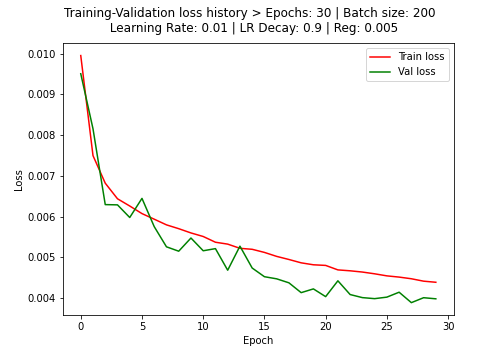 Training-Validation loss history > Epochs: 30 | Batch size: 200
Learning Rate: 0.01 | LR Decay: 0.9 | Reg: 0.005
Train loss
Val loss
0.010
0.009
0.008
0.007
0.006
0.005
0.004
Loss
0 5 10 15 20 25 30
Epoch